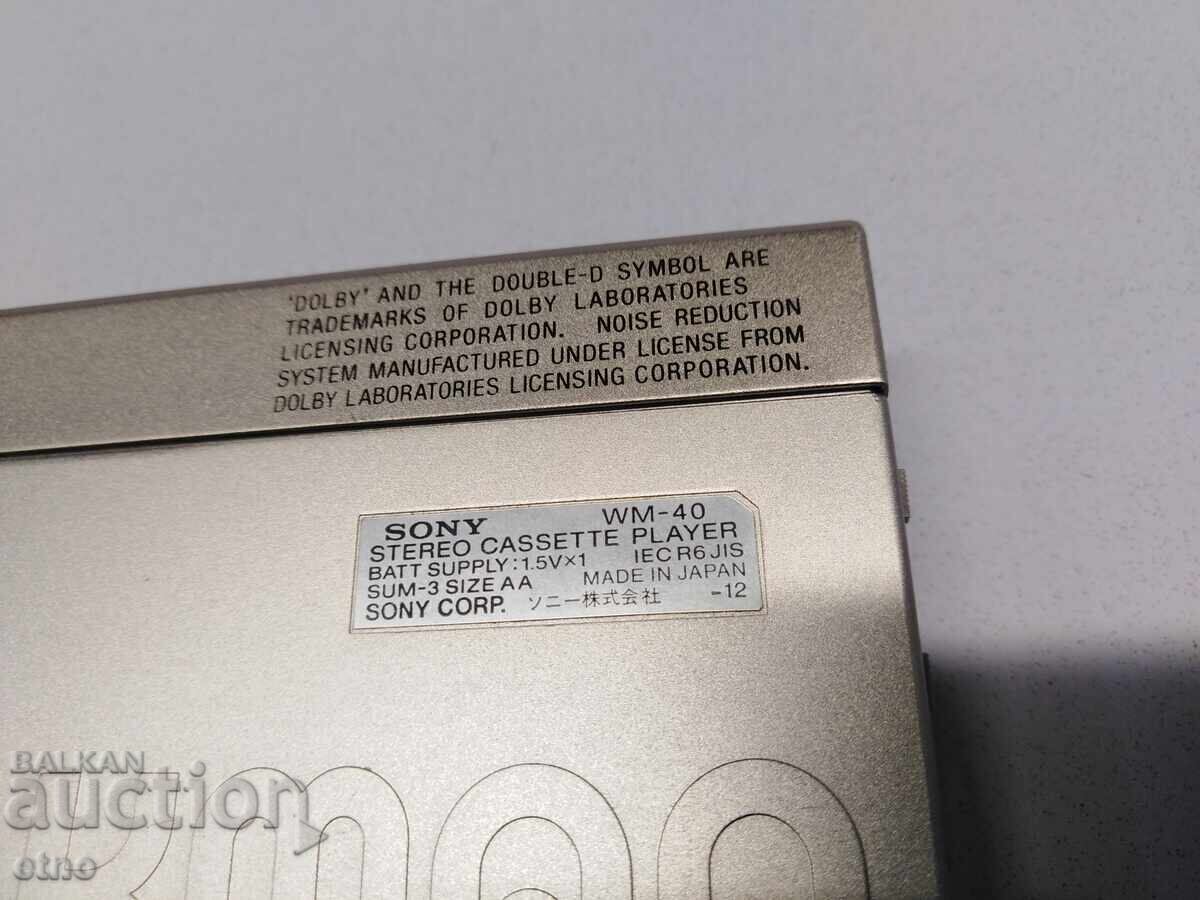 'DOLBY' AND THE DOUBLE-D SYMBOL ARE
TRADEMARKS OF DOLBY LABORATORIES
LICENSING CORPORATION. NOISE REDUCTION
SYSTEM MANUFACTURED UNDER LICENSE FROM
DOLBY LABORATORIES LICENSING CORPORATION.
SONY WM-40
STEREO CASSETTE PLAYER
BATT SUPPLY: 1.5V×1 IEC R6 JIS
SUM-3 SIZE AA MADE IN JAPAN
SONY CORP. ソニー株式会社 -12
BALKAN
auction
otno